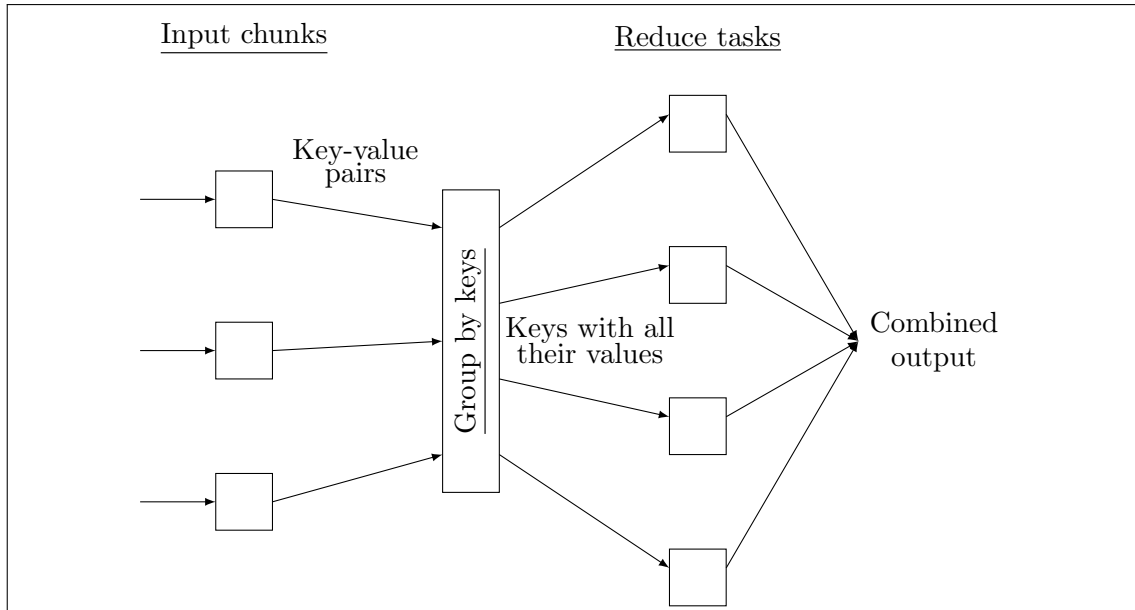 Input chunks
Reduce tasks
Key-value
pairs
Group by keys
Keys with all
their values
Combined
output